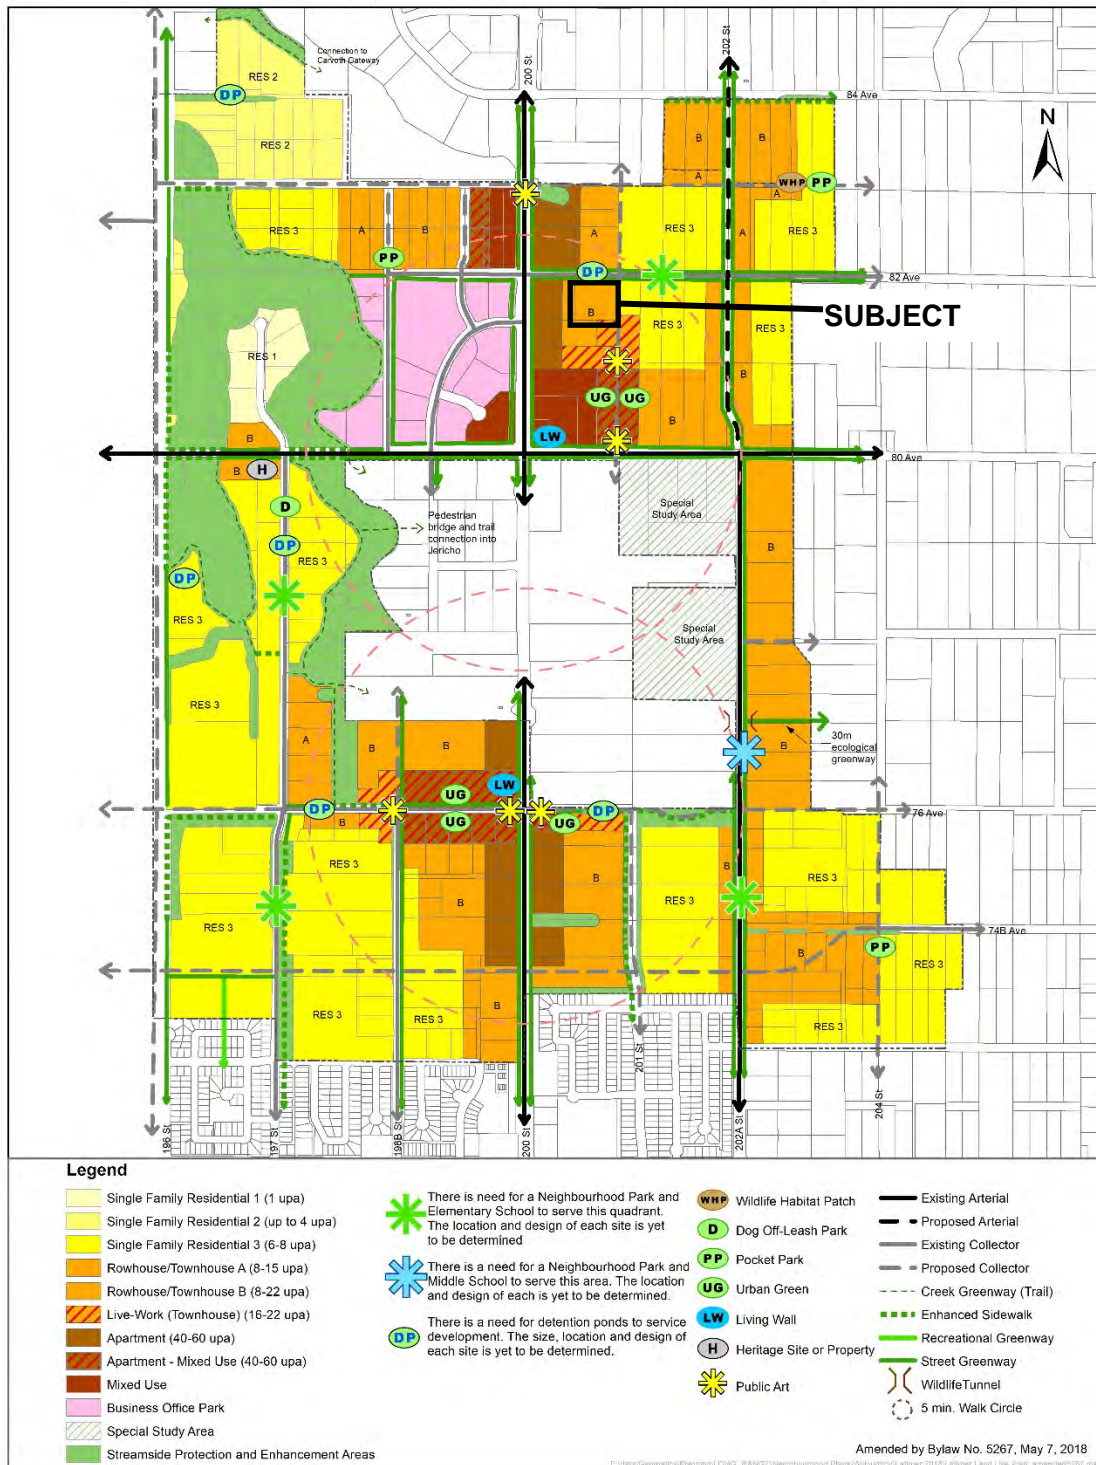 Connection to
Carvolth Gateway
200 St
202 St
RES 2
DP
84 Ave
N
RES 2
B
B
A
WHP
PP
A
RES 3
A
B
A
RES 3
A
RES 3
PP
DP
82 Ave
SUBJECT
B
RES 3
RES 3
RES 1
B
UG
UG
B
B
LW
80 Ave
B
H
Special
Study Area
D
Pedestrian
bridge and trail
connection into
Jericho
DP
RES 3
B
DP
RES 3
Special
Study Area
RES 3
A
B
B
B
30m
ecological
greenway
LW
UG
DP
DP
76 Ave
B
UG
UG
RES 3
B
B
RES 3
B
RES 3
RES 3
RES 3
74B Ave
PP
B
RES 3
RES 3
RES 3
B
RES 3
196 St
197 St
198B St
200 St
201 St
202A St
204 St
Legend
Single Family Residential 1 (1 upa)
Single Family Residential 2 (up to 4 upa)
Single Family Residential 3 (6-8 upa)
Rowhouse/Townhouse A (8-15 upa)
Rowhouse/Townhouse B (8-22 upa)
Live-Work (Townhouse) (16-22 upa)
Apartment (40-60 upa)
Apartment - Mixed Use (40-60 upa)
Mixed Use
Business Office Park
Special Study Area
Streamside Protection and Enhancement Areas
There is need for a Neighbourhood Park and
Elementary School to serve this quadrant.
The location and design of each site is yet
to be determined
There is a need for a Neighbourhood Park and
Middle School to serve this area. The location
and design of each is yet to be determined.
DP
There is a need for detention ponds to service
development. The size, location and design of
each site is yet to be determined.
WHP Wildlife Habitat Patch
D Dog Off-Leash Park
PP Pocket Park
UG Urban Green
LW Living Wall
H Heritage Site or Property
Public Art
Existing Arterial
Proposed Arterial
Existing Collector
Proposed Collector
Creek Greenway (Trail)
Enhanced Sidewalk
Recreational Greenway
Street Greenway
WildlifeTunnel
5 min. Walk Circle
Amended by Bylaw No. 5267, May 7, 2018